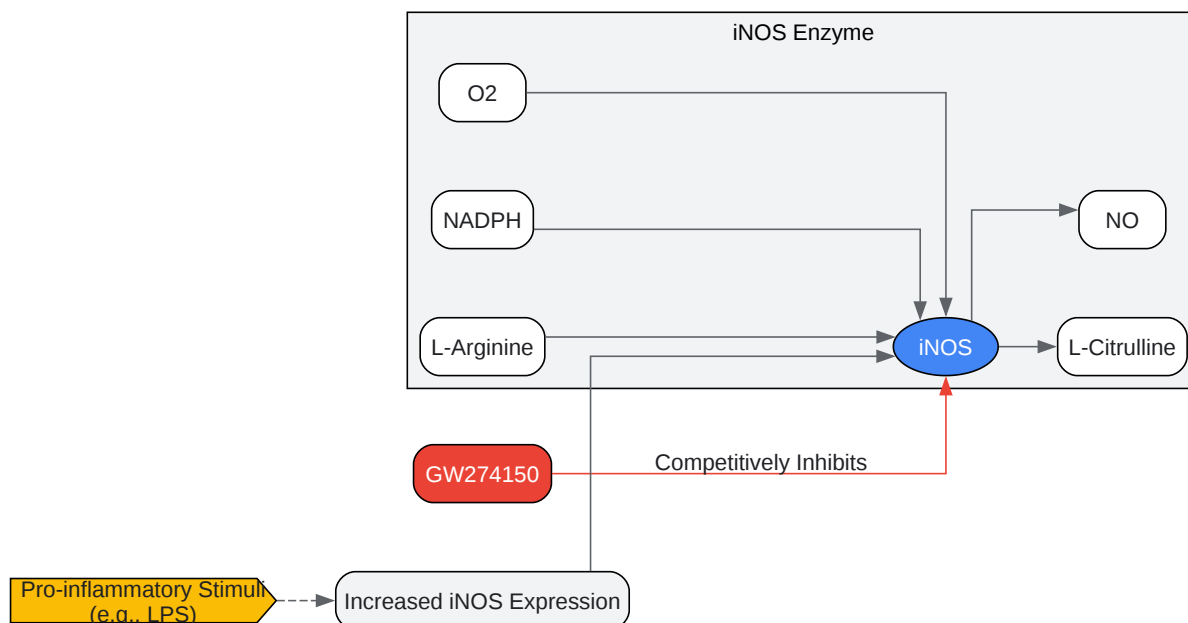 iNOS Enzyme
O2
NADPH
NO
L-Arginine
iNOS
L-Citrulline
GW274150
Competitively Inhibits
Pro-inflammatory Stimuli
(e.g., LPS)
Increased iNOS Expression